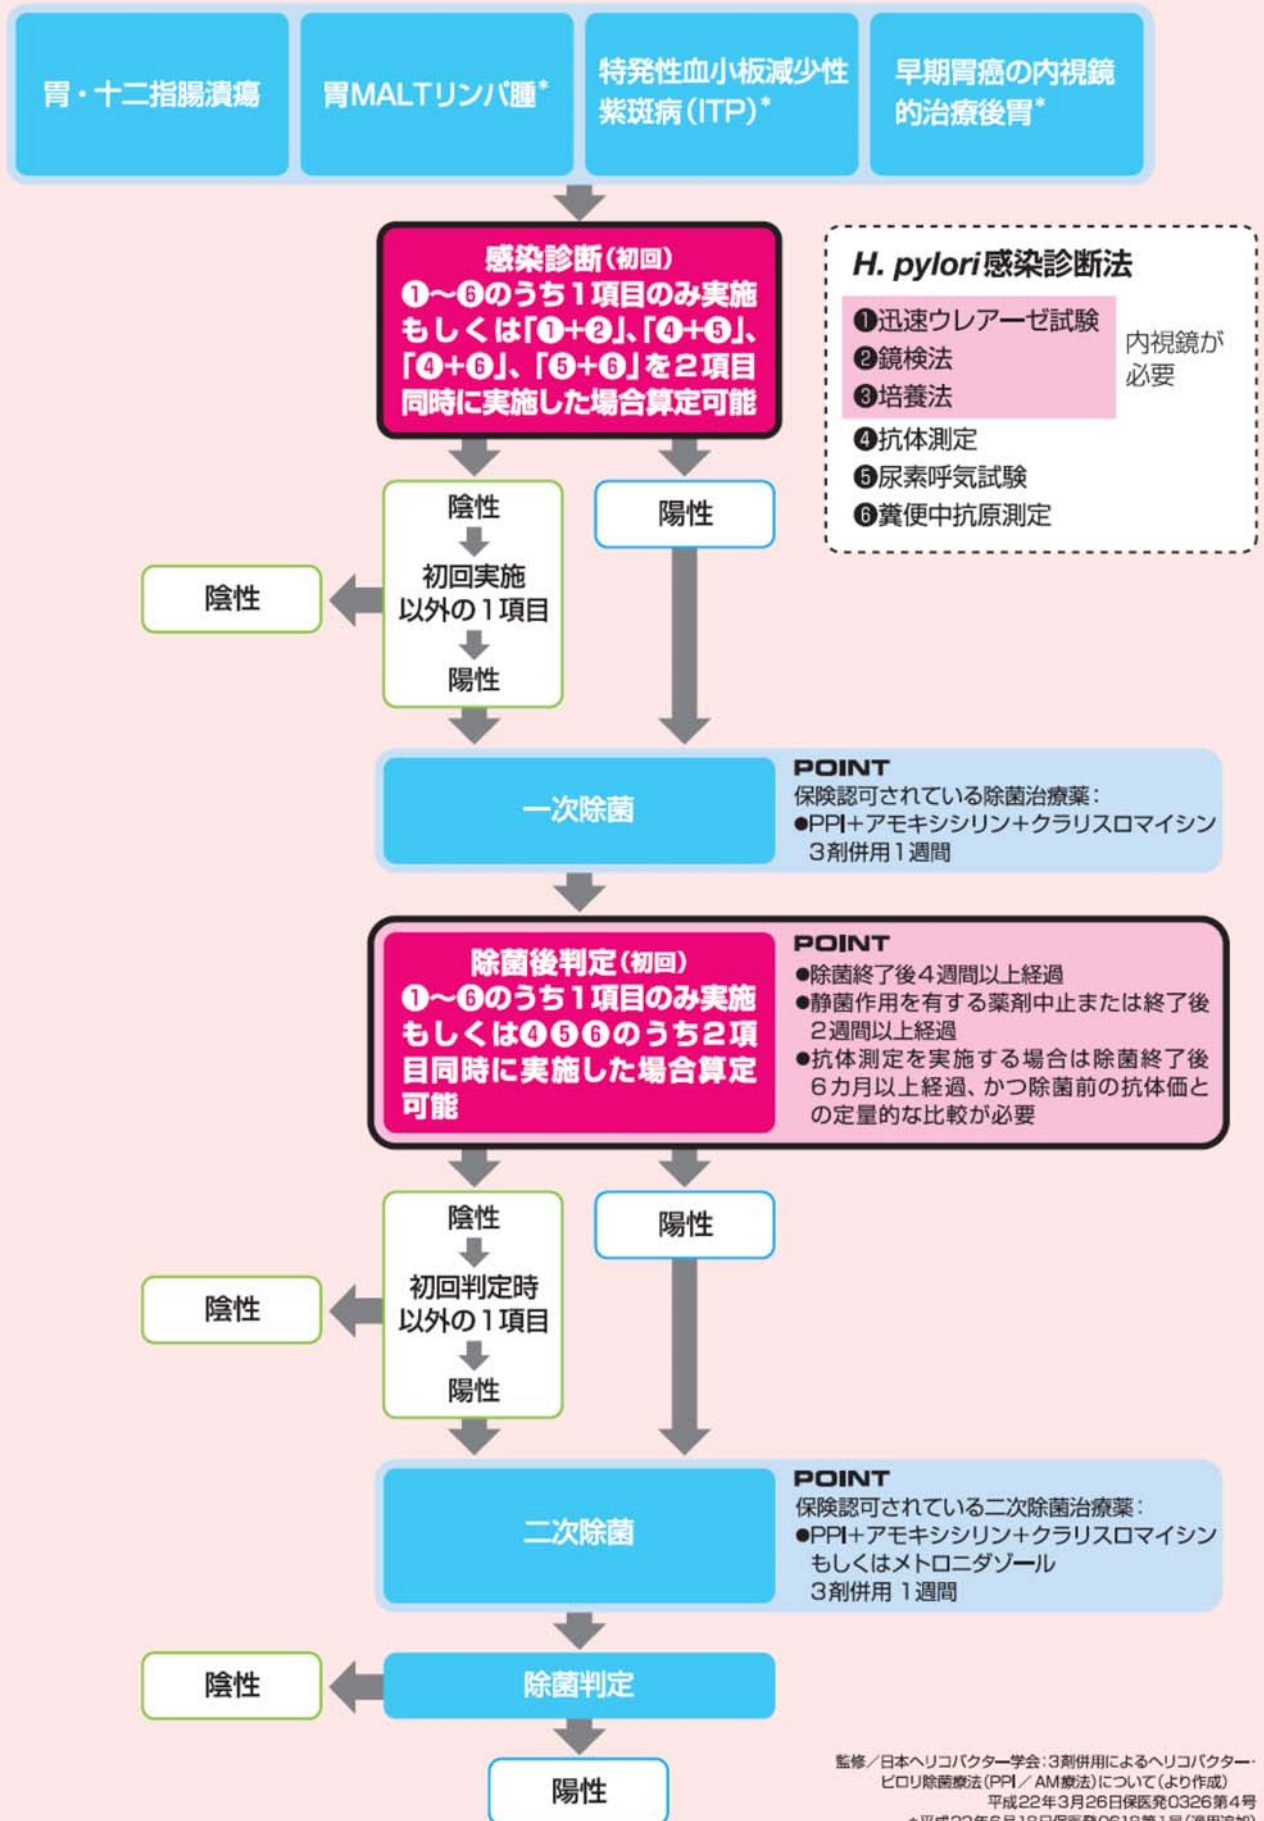 胃・十二指腸潰瘍
胃MALTリンパ腫*
特発性血小板減少性
紫斑病(ITP)*
早期胃癌の内視鏡
的治療後胃*
感染診断(初回)
❶〜❻のうち1項目のみ実施
もしくは「❶+❷」、「❹+❺」、
「❹+❻」、「❺+❻」を2項目
同時に実施した場合算定可能
H. pylori感染診断法
❶迅速ウレアーゼ試験
❷鏡検法
❸培養法
内視鏡が
必要
❹抗体測定
❺尿素呼気試験
❻糞便中抗原測定
陰性
初回実施
以外の1項目
陽性
陽性
陰性
一次除菌
POINT
保険認可されている除菌治療薬：
●PPI+アモキシシリン+クラリスロマイシン
3剤併用1週間
除菌後判定(初回)
❶〜❻のうち1項目のみ実施
もしくは❹❺❻のうち2項
目同時に実施した場合算定
可能
POINT
●除菌終了後4週間以上経過
●静菌作用を有する薬剤中止または終了後
2週間以上経過
●抗体測定を実施する場合は除菌終了後
6カ月以上経過、かつ除菌前の抗体価と
の定量的な比較が必要
陰性
初回判定時
以外の1項目
陽性
陽性
陰性
二次除菌
POINT
保険認可されている二次除菌治療薬：
●PPI+アモキシシリン+クラリスロマイシン
もしくはメトロニダゾール
3剤併用 1週間
陰性
除菌判定
陽性
監修／日本ヘリコバクター学会：3剤併用によるヘリコバクター・
ピロリ除菌療法(PPI／AM療法)について(より作成)
平成22年3月26日保医発0326第4号
*平成22年6月18日保医発0618第1号(適用追加)